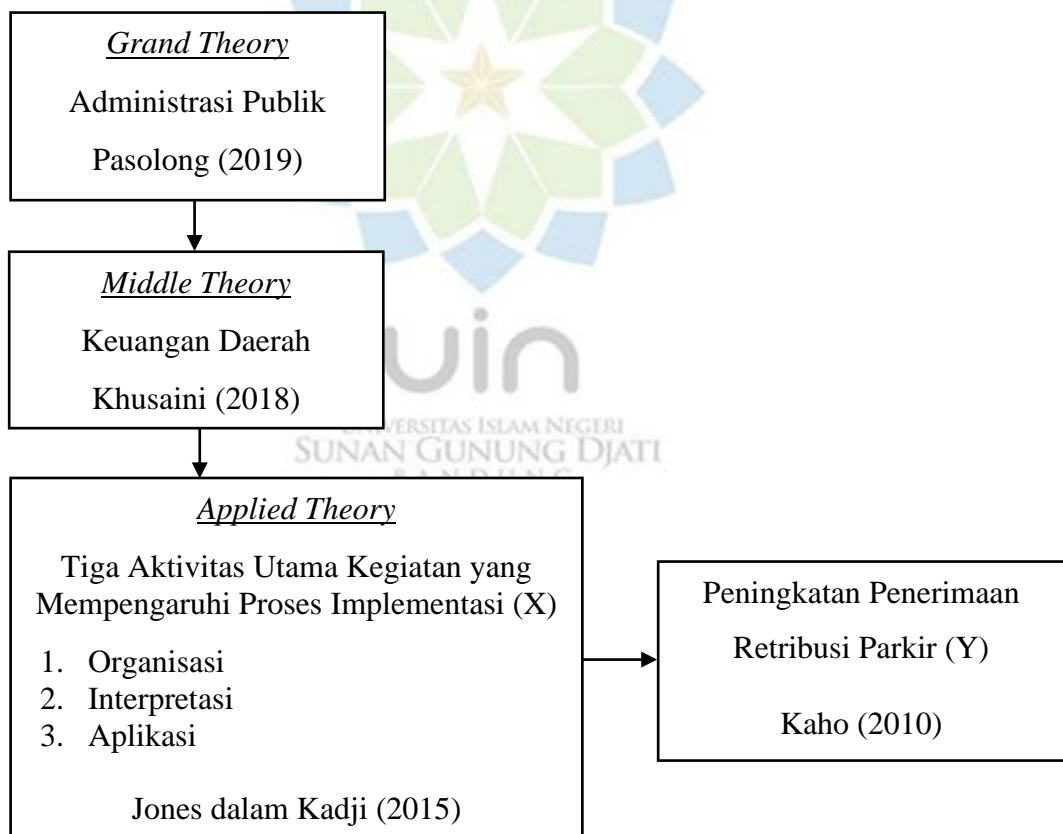 Grand Theory
Administrasi Publik
Pasolong (2019)
Middle Theory
Keuangan Daerah
Khusaini (2018)
uin
UNIVERSITAS ISLAM NEGERI
SUNAN GUNUNG DJATI
BANDUNG
Applied Theory
Tiga Aktivitas Utama Kegiatan yang
Mempengaruhi Proses Implementasi (X)
1. Organisasi
2. Interpretasi
3. Aplikasi
Jones dalam Kadji (2015)
Peningkatan Penerimaan
Retribusi Parkir (Y)
Kaho (2010)